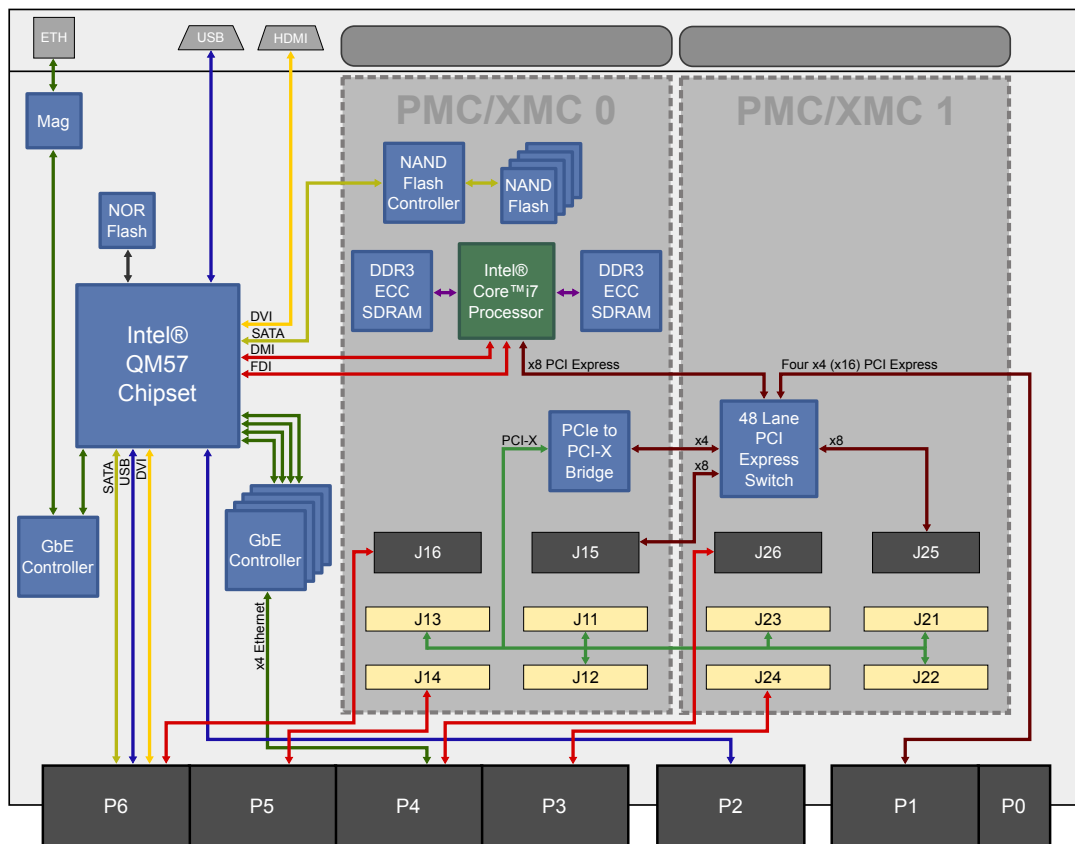 ETH
USB
HDMI
PMC/XMC 0
PMC/XMC 1
Mag
NAND
Flash
Controller
NAND
Flash
NOR
Flash
DDR3
ECC
SDRAM
Intel®
Core™i7
Processor
DDR3
ECC
SDRAM
Intel®
QM57
Chipset
DVI
SATA
DMI
FDI
x8 PCI Express
Four x4 (x16) PCI Express
PCI-X
PCIe to
PCI-X
Bridge
x4
x8
48 Lane
PCI
Express
Switch
x8
SATA
USB
DVI
GbE
Controller
GbE
Controller
x4 Ethernet
J16
J15
J26
J25
J13
J11
J23
J21
J14
J12
J24
J22
P6
P5
P4
P3
P2
P1
P0